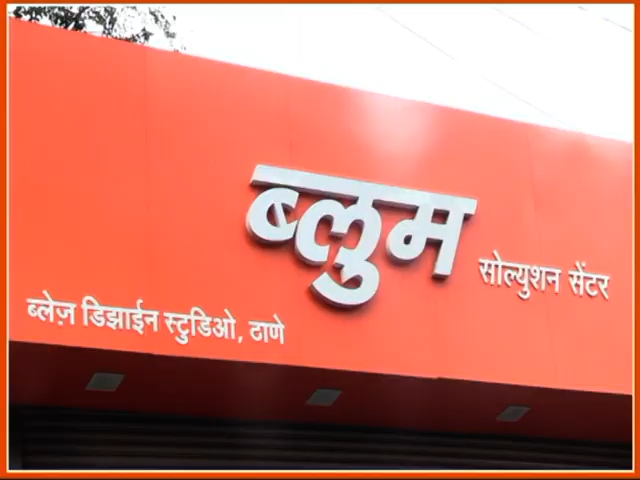 ब्लुम
सोल्युशन सेंटर
ब्लेज़ डिझाईन स्टुडिओ, ठाणे